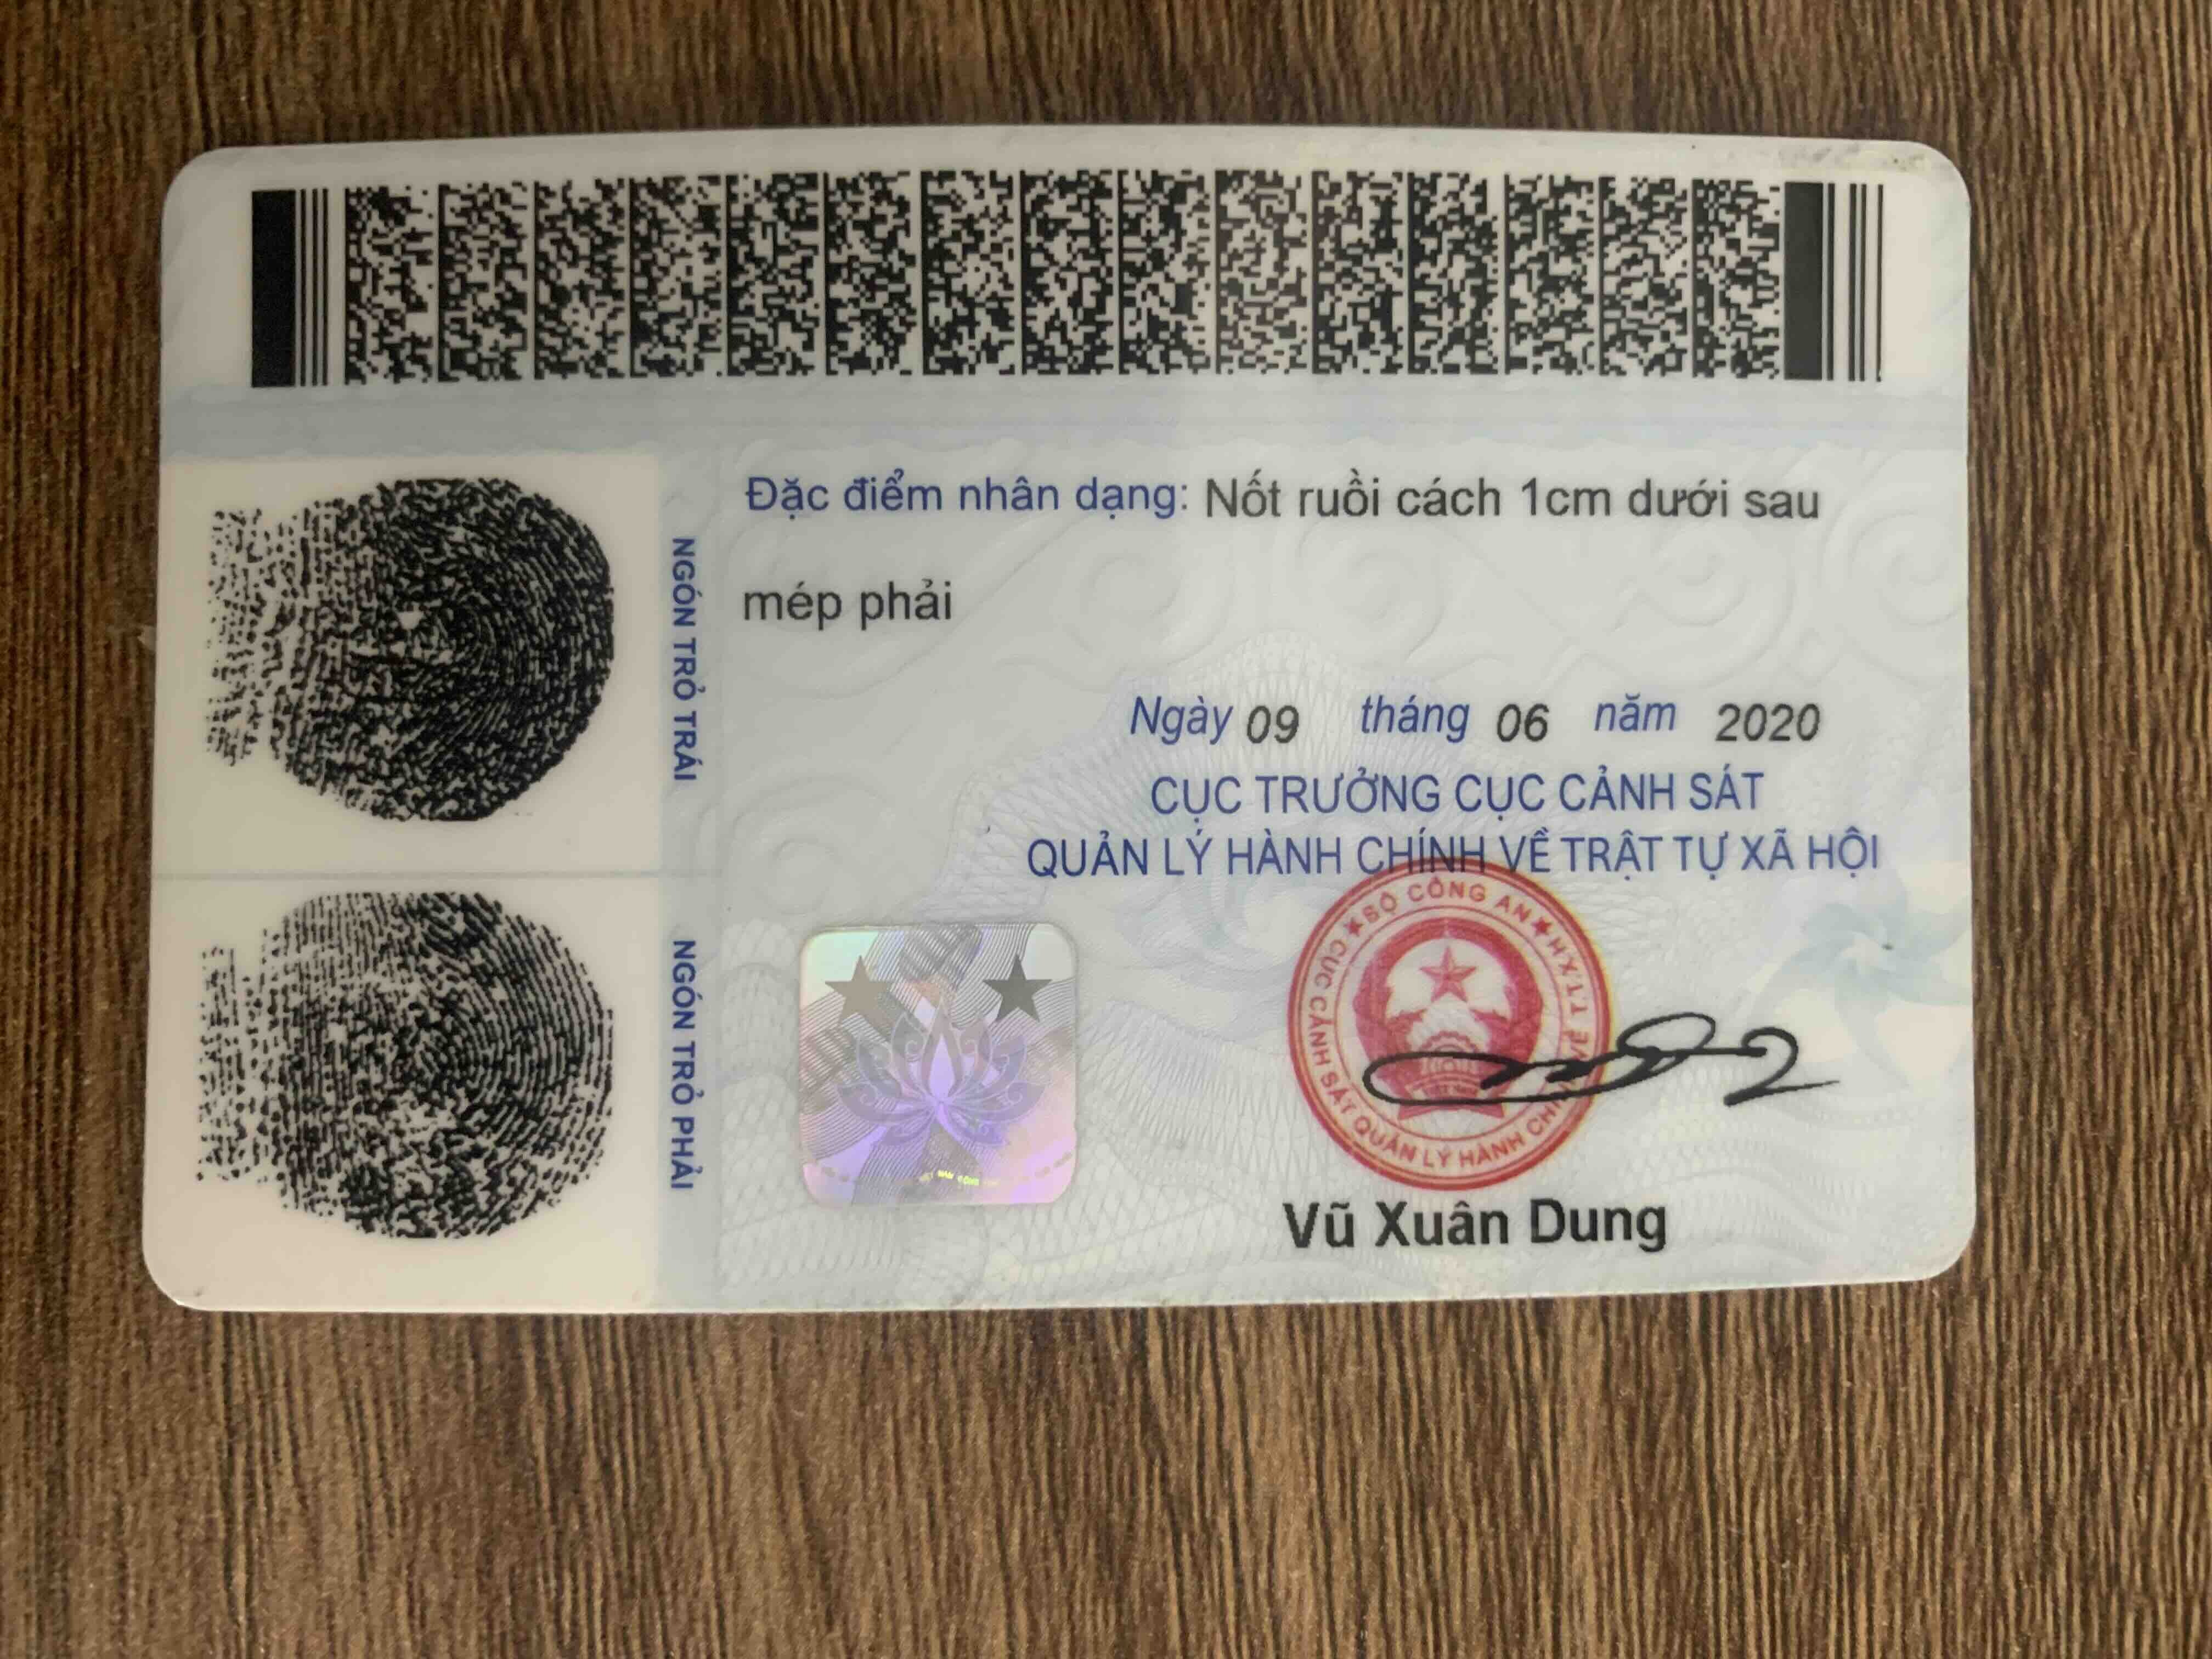 Đặc điểm nhân dạng: Nốt ruồi cách 1cm dưới sau
mép phải
NGÓN TRỎ TRÁI
NGÓN TRỎ PHẢI
Ngày 09 tháng 06 năm 2020
CỤC TRƯỞNG CỤC CẢNH SÁT
QUẢN LÝ HÀNH CHÍNH VỀ TRẬT TỰ XÃ HỘI
BỘ CÔNG AN
CỤC CẢNH SÁT QUẢN LÝ HÀNH CHÍNH VỀ TTXH
Vũ Xuân Dung